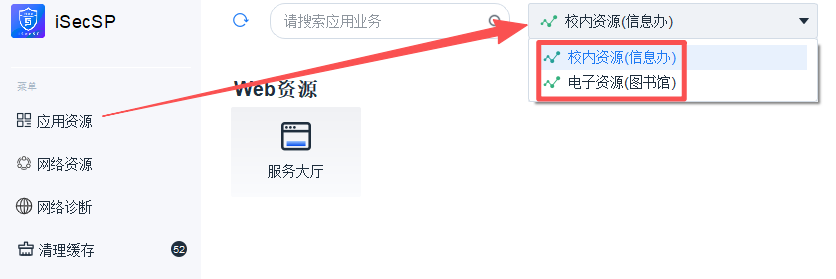 iSecSP
请搜索应用业务
校内资源(信息办)
校内资源(信息办)
电子资源(图书馆)
菜单
Web资源
应用资源
服务大厅
网络资源
网络诊断
清理缓存
52